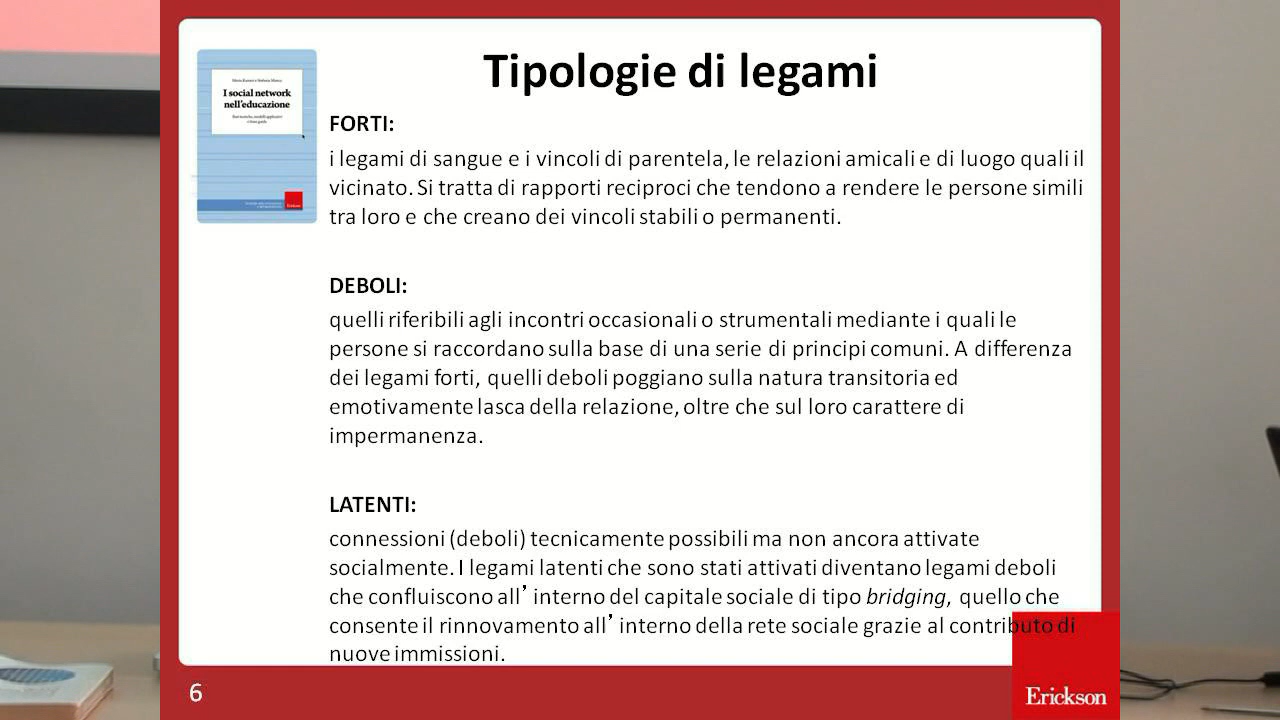 Tipologie di legami
I social network
nell'educazione
Erickson
FORTI:
i legami di sangue e i vincoli di parentela, le relazioni amicali e di luogo quali il
vicinato. Si tratta di rapporti reciproci che tendono a rendere le persone simili
tra loro e che creano dei vincoli stabili o permanenti.
DEBOLI:
quelli riferibili agli incontri occasionali o strumentali mediante i quali le
persone si raccordano sulla base di una serie di principi comuni. A differenza
dei legami forti, quelli deboli poggiano sulla natura transitoria ed
emotivamente lasca della relazione, oltre che sul loro carattere di
impermanenza.
LATENTI:
connessioni (deboli) tecnicamente possibili ma non ancora attivate
socialmente. I legami latenti che sono stati attivati diventano legami deboli
che confluiscono all’ interno del capitale sociale di tipo bridging, quello che
consente il rinnovamento all’ interno della rete sociale grazie al contributo di
nuove immissioni.
6
Erickson